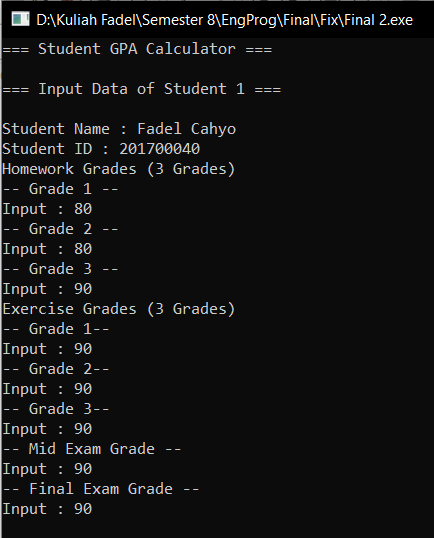 D:\Kuliah Fadel\Semester 8\EngProg\Final\Fix\Final 2.exe
=== Student GPA Calculator ===
=== Input Data of Student 1 ===
Student Name : Fadel Cahyo
Student ID : 201700040
Homework Grades (3 Grades)
-- Grade 1 --
Input : 80
-- Grade 2 --
Input : 80
-- Grade 3 --
Input : 90
Exercise Grades (3 Grades)
-- Grade 1--
Input : 90
-- Grade 2--
Input : 90
-- Grade 3--
Input : 90
-- Mid Exam Grade --
Input : 90
-- Final Exam Grade --
Input : 90